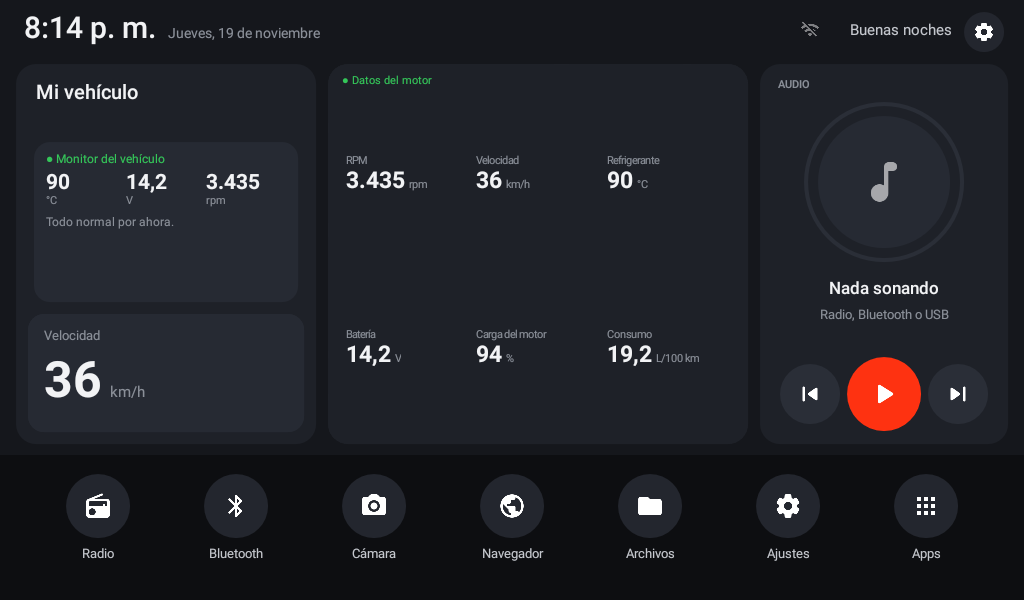 8:14 p. m.
Jueves, 19 de noviembre
Buenas noches
Mi vehículo
● Monitor del vehículo
90 14,2 3.435
°C V rpm
Todo normal por ahora.
Velocidad
36 km/h
● Datos del motor
RPM Velocidad Refrigerante
3.435 rpm 36 km/h 90 °C
Batería Carga del motor Consumo
14,2 V 94 % 19,2 L/100 km
AUDIO
Nada sonando
Radio, Bluetooth o USB
Radio Bluetooth Cámara Navegador Archivos Ajustes Apps